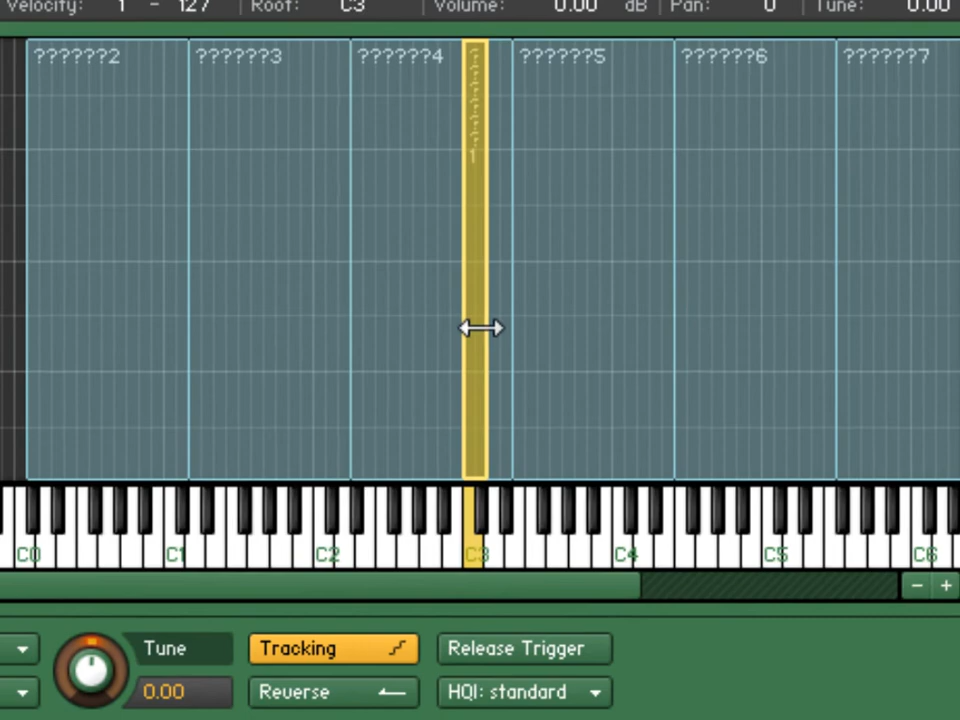 Velocity: 1 - 127 Root: C3 Volume: 0.00 dB Pan: 0 Tune: 0.00
??????2 ??????3 ??????4 ??????5 ??????6 ??????7
??????1
C0 C1 C2 C3 C4 C5 C6
- +
Tune Tracking Release Trigger
0.00 Reverse HQI: standard